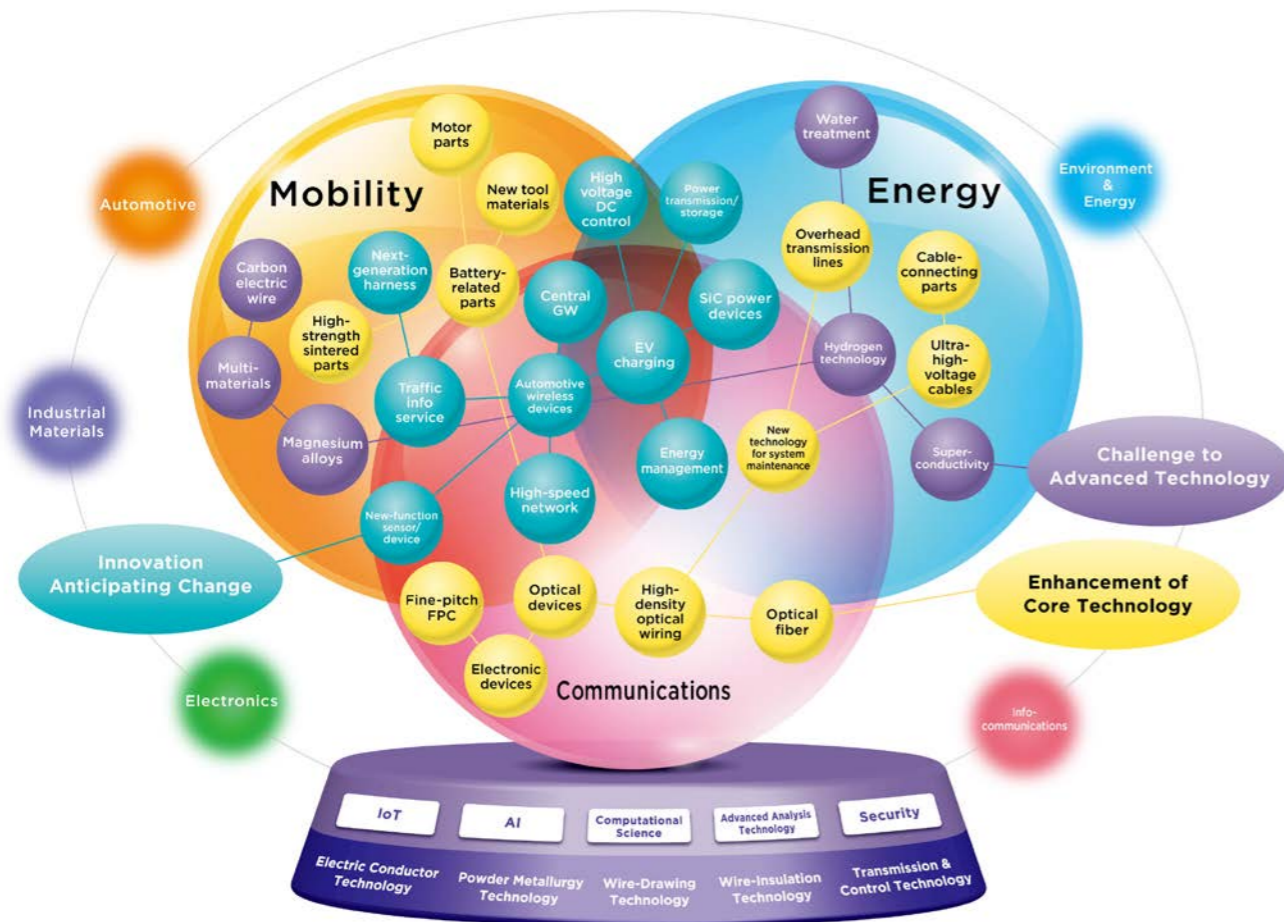 Mobility
Energy
Communications
Automotive
Industrial
Materials
Electronics
Environment
& Energy
Info-
communications
Innovation
Anticipating Change
Challenge to
Advanced Technology
Enhancement of
Core Technology
Motor
parts
New tool
materials
High
voltage
DC
control
Power
transmission/
storage
Water
treatment
Overhead
transmission
lines
Cable-
connecting
parts
Carbon
electric
wire
Next-
generation
harness
Battery-
related
parts
Central
GW
SiC power
devices
High-
strength
sintered
parts
EV
charging
Hydrogen
technology
Ultra-
high-
voltage
cables
Multi-
materials
Traffic
info
service
Automotive
wireless
devices
Magnesium
alloys
Energy
management
New
technology
for system
maintenance
Super-
conductivity
High-speed
network
New-function
sensor/
device
Fine-pitch
FPC
Optical
devices
High-
density
optical
wiring
Optical
fiber
Electronic
devices
IoT
AI
Computational
Science
Advanced Analysis
Technology
Security
Electric Conductor
Technology
Powder Metallurgy
Technology
Wire-Drawing
Technology
Wire-Insulation
Technology
Transmission &
Control Technology